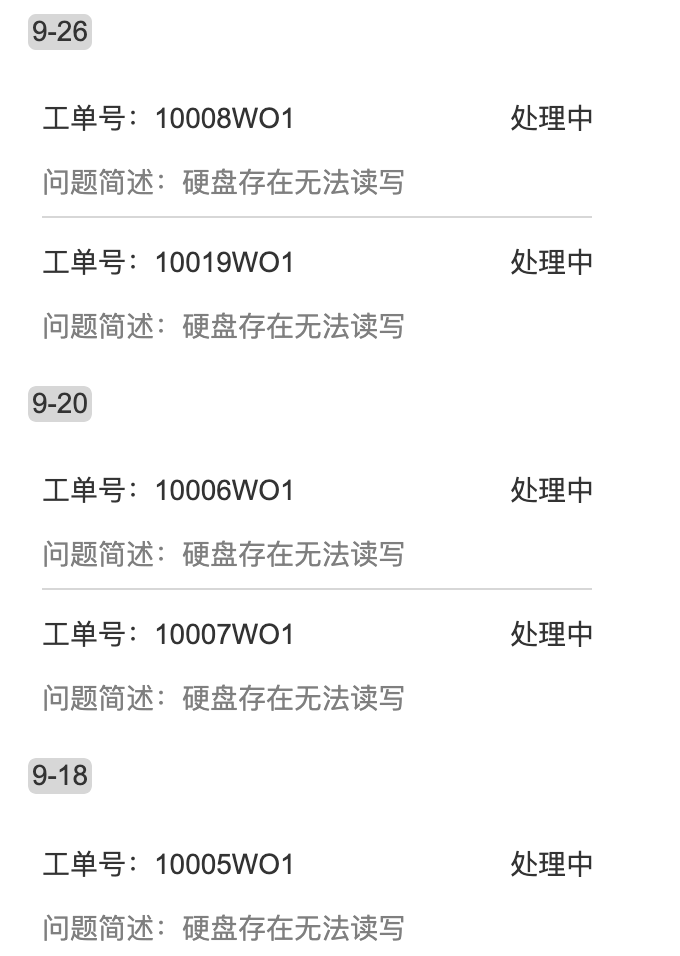 9-26
工单号：10008WO1 处理中
问题简述：硬盘存在无法读写
工单号：10019WO1 处理中
问题简述：硬盘存在无法读写
9-20
工单号：10006WO1 处理中
问题简述：硬盘存在无法读写
工单号：10007WO1 处理中
问题简述：硬盘存在无法读写
9-18
工单号：10005WO1 处理中
问题简述：硬盘存在无法读写